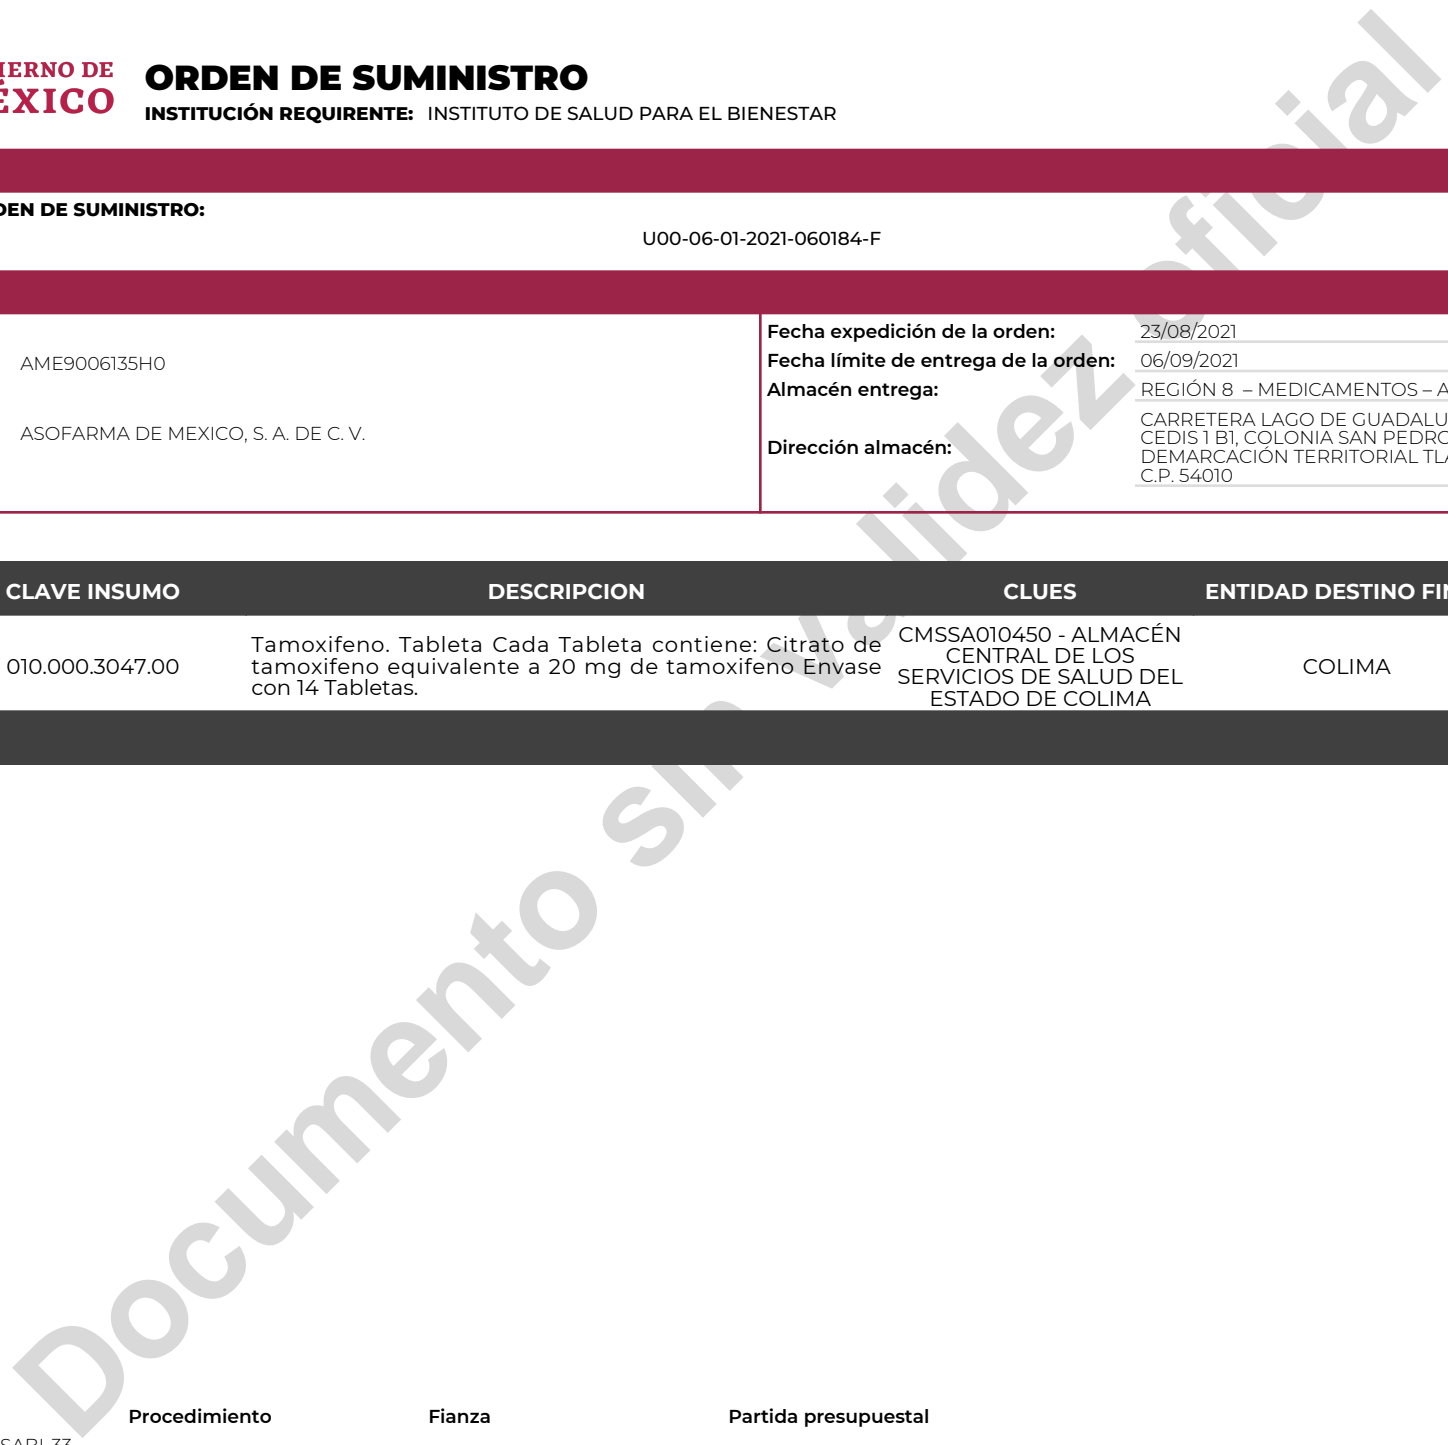 IERNO DE
ÉXICO
ORDEN DE SUMINISTRO
INSTITUCIÓN REQUIRENTE: INSTITUTO DE SALUD PARA EL BIENESTAR
DEN DE SUMINISTRO:
U00-06-01-2021-060184-F
AME9006135H0
ASOFARMA DE MEXICO, S. A. DE C. V.
Fecha expedición de la orden: 23/08/2021
Fecha límite de entrega de la orden: 06/09/2021
Almacén entrega: REGIÓN 8 – MEDICAMENTOS – A
Dirección almacén:
CARRETERA LAGO DE GUADALU
CEDIS 1 B1, COLONIA SAN PEDRO
DEMARCACIÓN TERRITORIAL TLA
C.P. 54010
CLAVE INSUMO DESCRIPCION CLUES ENTIDAD DESTINO FIN
010.000.3047.00
Tamoxifeno. Tableta Cada Tableta contiene: Citrato de
tamoxifeno equivalente a 20 mg de tamoxifeno Envase
con 14 Tabletas.
CMSSA010450 - ALMACÉN
CENTRAL DE LOS
SERVICIOS DE SALUD DEL
ESTADO DE COLIMA
COLIMA
Documento sin validez oficial
Procedimiento Fianza Partida presupuestal